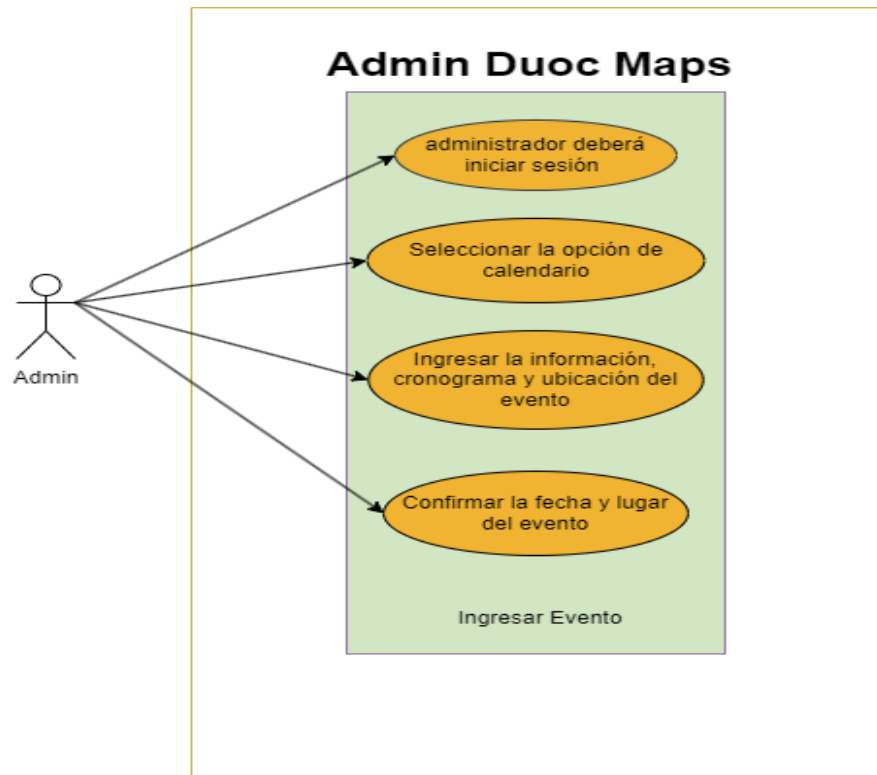 Admin Duoc Maps
administrador deberá
iniciar sesión
Seleccionar la opción de
calendario
Ingresar la información,
cronograma y ubicación del
evento
Admin
Confirmar la fecha y lugar
del evento
Ingresar Evento